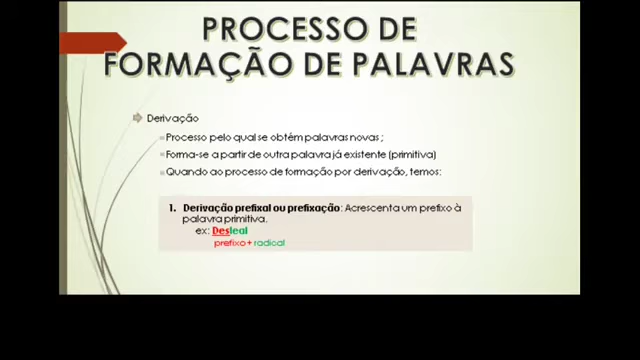 PROCESSO DE
FORMAÇÃO DE PALAVRAS
Derivação
Processo pelo qual se obtém palavras novas ;
Forma-se a partir de outra palavra já existente (primitiva)
Quando ao processo de formação por derivação, temos:
1. Derivação prefixal ou prefixação: Acrescenta um prefixo à
palavra primitiva.
ex: Desleal
prefixo + radical